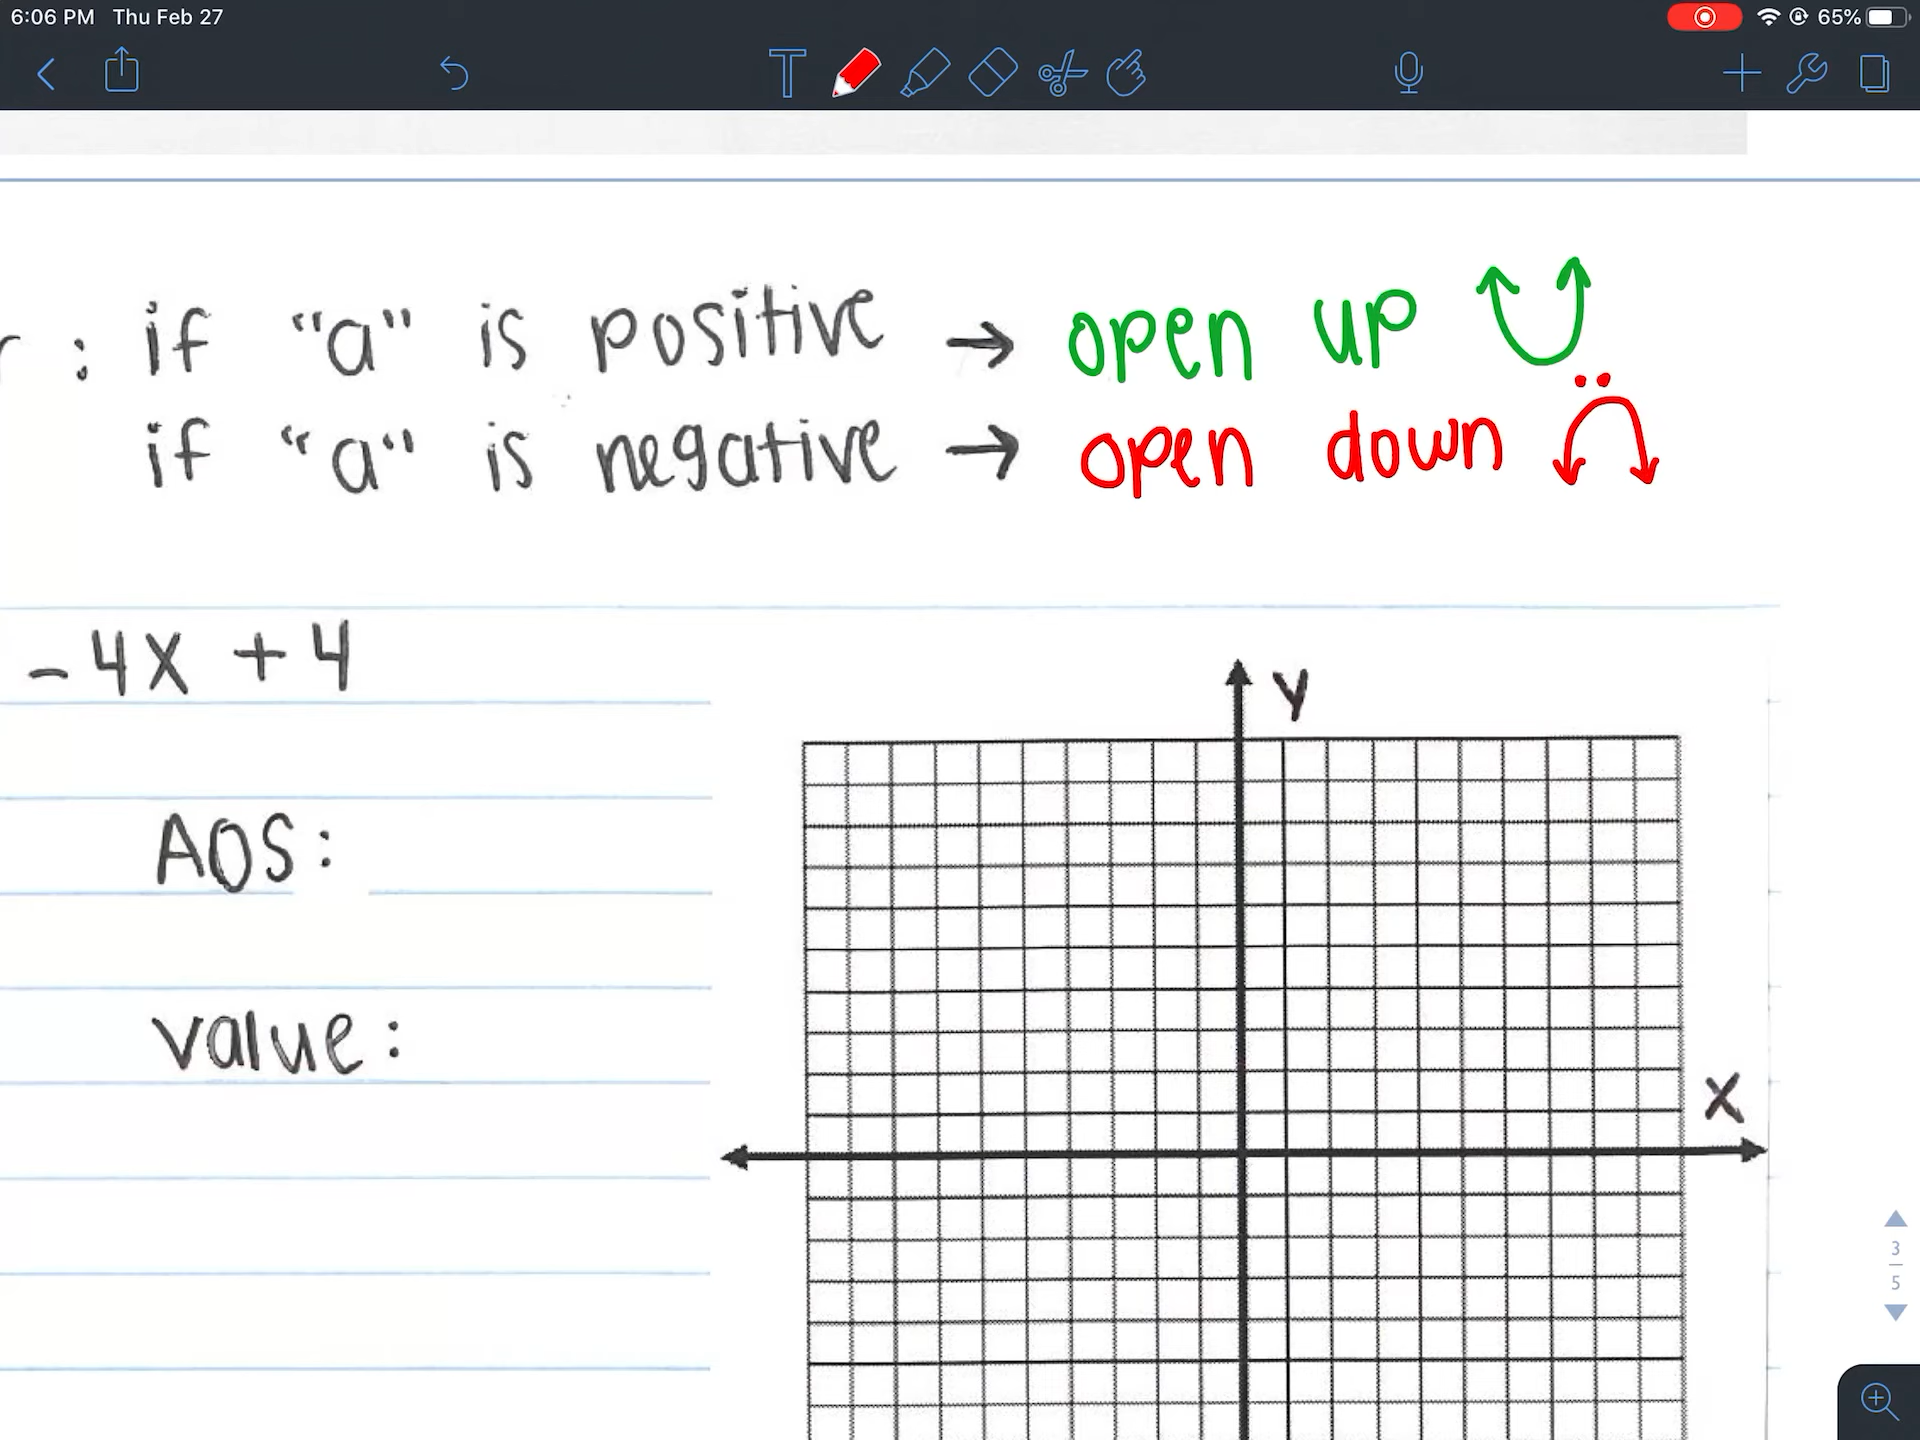 6:06 PM Thu Feb 27
65%
T
: if "a" is positive → open up
if "a" is negative → open down
- 4x + 4
y
AOS:
value:
x
3
5